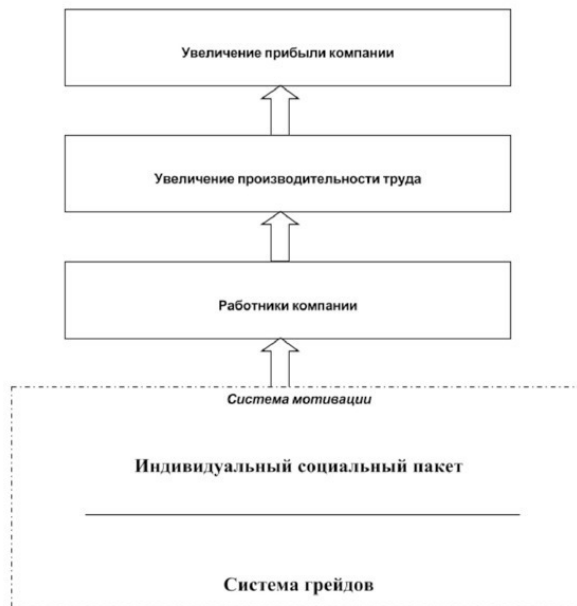 Увеличение прибыли компании
Увеличение производительности труда
Работники компании
Система мотивации
Индивидуальный социальный пакет
Система грейдов